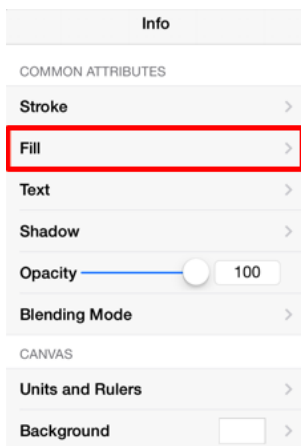 Info
COMMON ATTRIBUTES
Stroke
Fill
Text
Shadow
Opacity 100
Blending Mode
CANVAS
Units and Rulers
Background